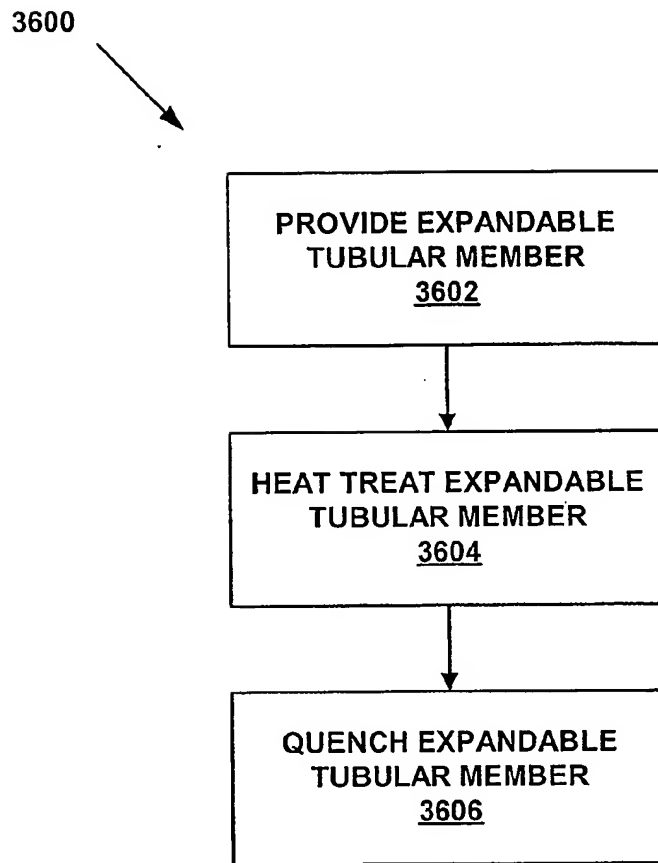 3600
PROVIDE EXPANDABLE
TUBULAR MEMBER
3602
HEAT TREAT EXPANDABLE
TUBULAR MEMBER
3604
QUENCH EXPANDABLE
TUBULAR MEMBER
3606